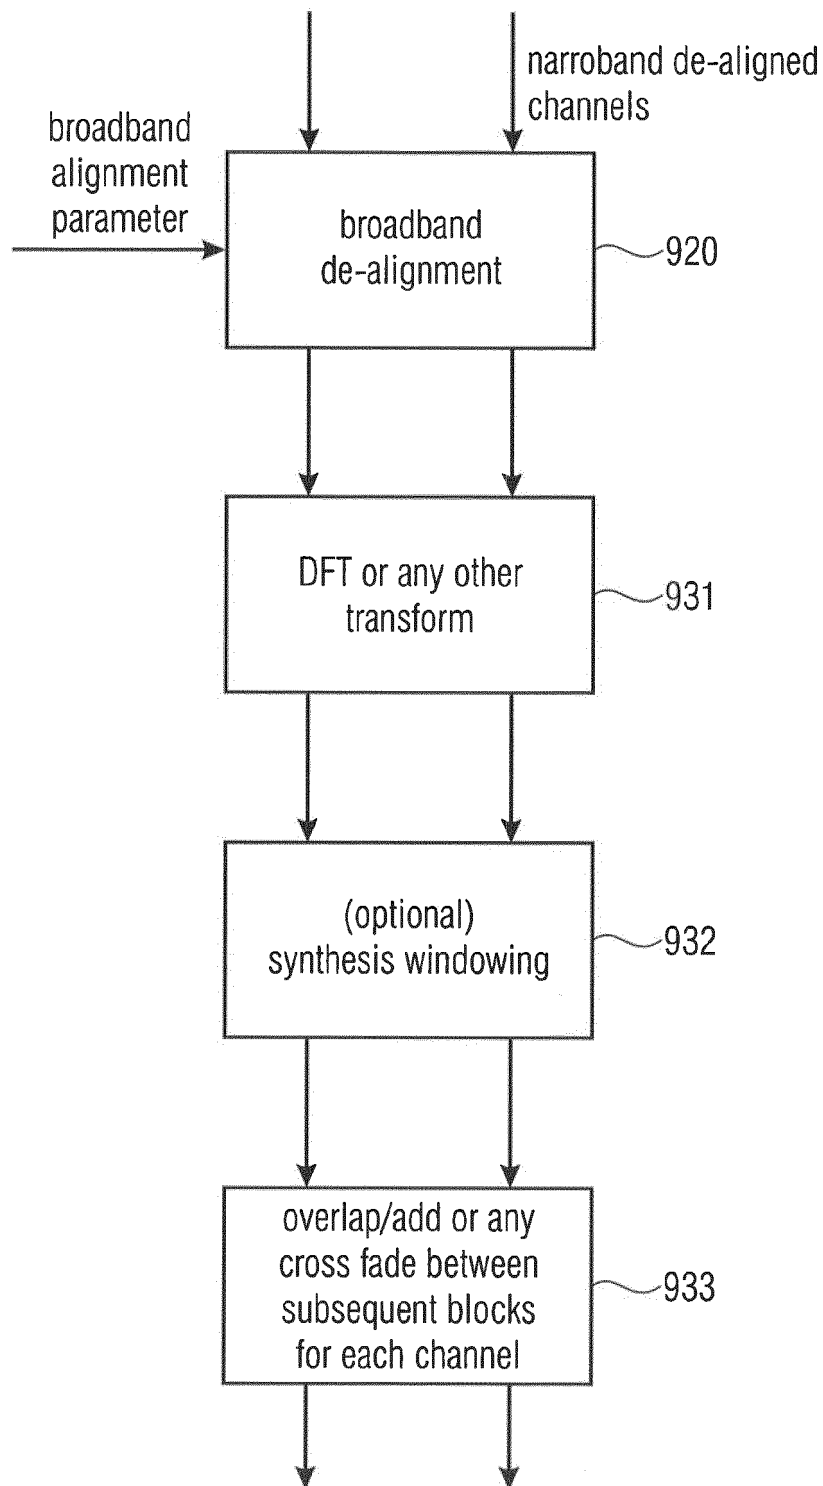 narroband de-aligned
channels
broadband
alignment
parameter
broadband
de-alignment
920
DFT or any other
transform
931
(optional)
synthesis windowing
932
overlap/add or any
cross fade between
subsequent blocks
for each channel
933